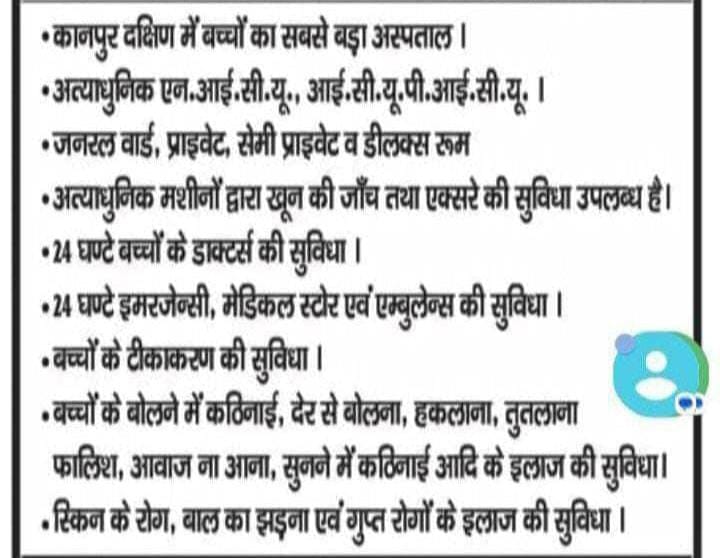 • कानपुर दक्षिण में बच्चों का सबसे बड़ा अस्पताल ।
• अत्याधुनिक एन.आई.सी.यू., आई.सी.यू.पी.आई.सी.यू. ।
• जनरल वार्ड, प्राइवेट, सेमी प्राइवेट व डीलक्स रूम
• अत्याधुनिक मशीनों द्वारा खून की जाँच तथा एक्सरे की सुविधा उपलब्ध है।
• 24 घण्टे बच्चों के डाक्टर्स की सुविधा ।
• 24 घण्टे इमरजेन्सी, मेडिकल स्टोर एवं एम्बुलेन्स की सुविधा ।
• बच्चों के टीकाकरण की सुविधा ।
• बच्चों के बोलने में कठिनाई, देर से बोलना, हकलाना, तुतलाना
फालिश, आवाज ना आना, सुनने में कठिनाई आदि के इलाज की सुविधा।
• स्किन के रोग, बाल का झड़ना एवं गुप्त रोगों के इलाज की सुविधा ।